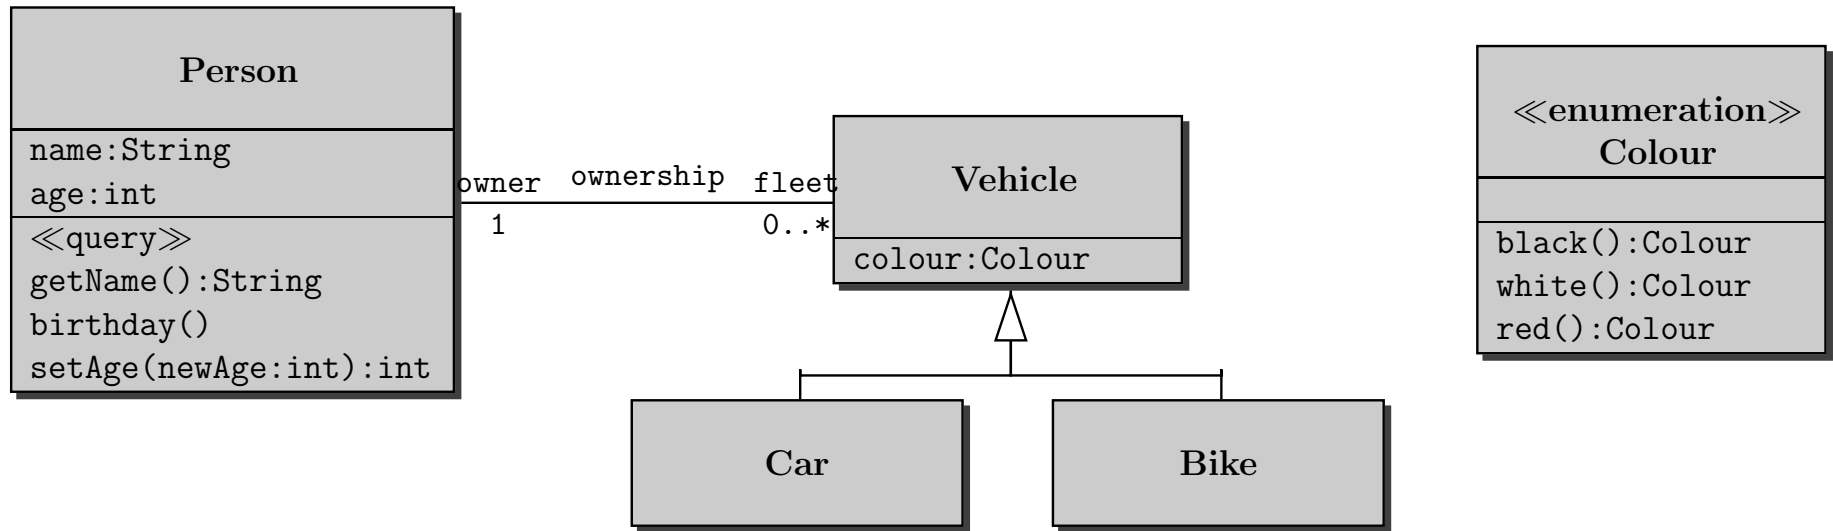 Person
name:String
age:int
≪query≫
getName():String
birthday()
setAge(newAge:int):int
owner
ownership
fleet
1
0..*
Vehicle
colour:Colour
Car
Bike
≪enumeration≫
Colour
black():Colour
white():Colour
red():Colour